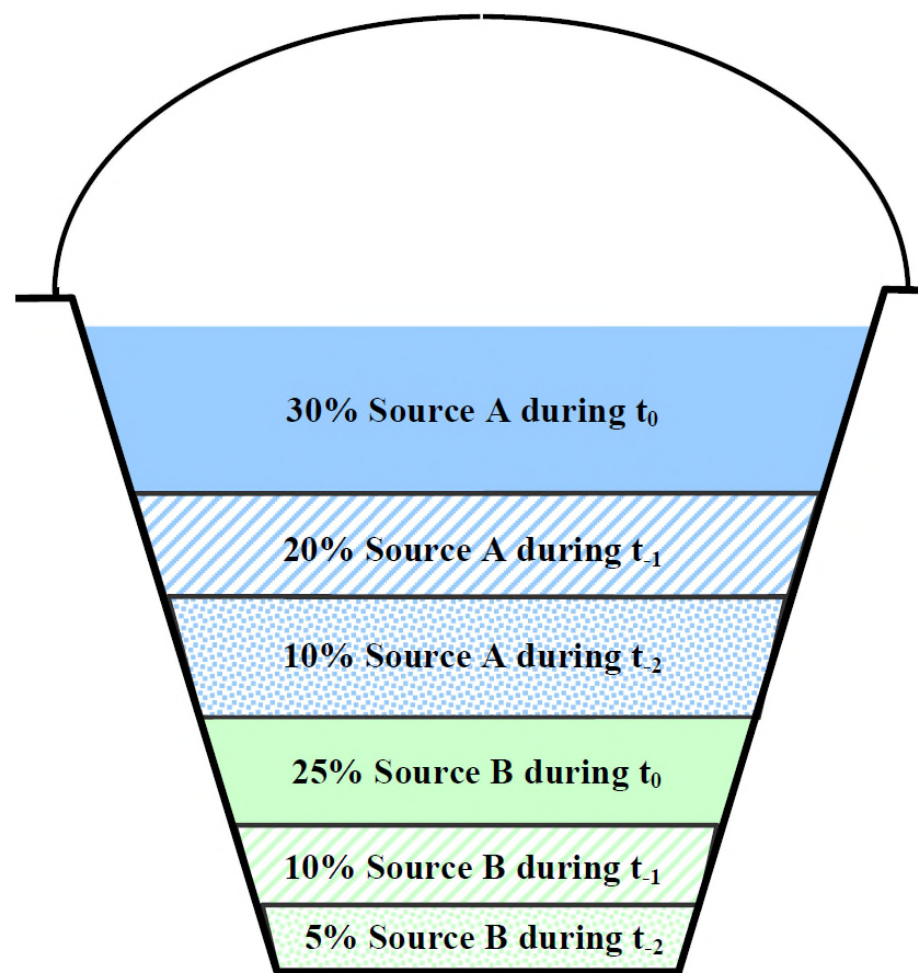 30% Source A during t₀
20% Source A during t₋₁
10% Source A during t₋₂
25% Source B during t₀
10% Source B during t₋₁
5% Source B during t₋₂